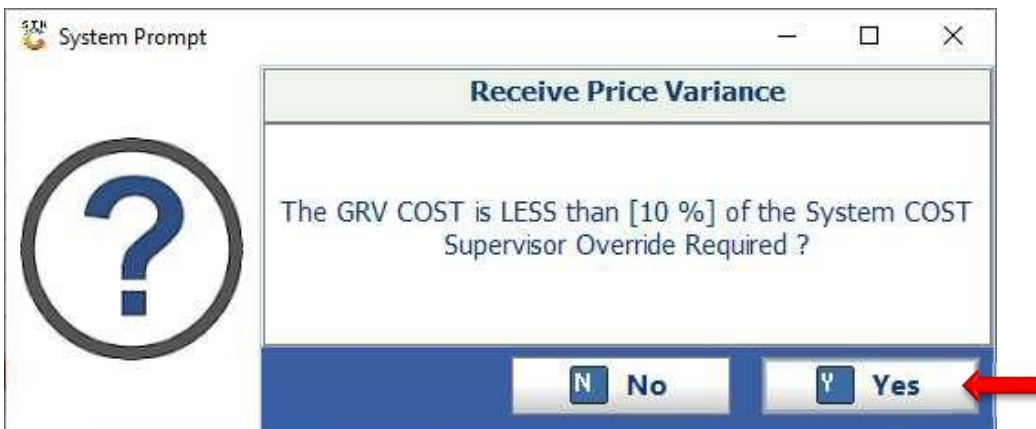 System Prompt
Receive Price Variance
The GRV COST is LESS than [10 %] of the System COST
Supervisor Override Required ?
N No
Y Yes